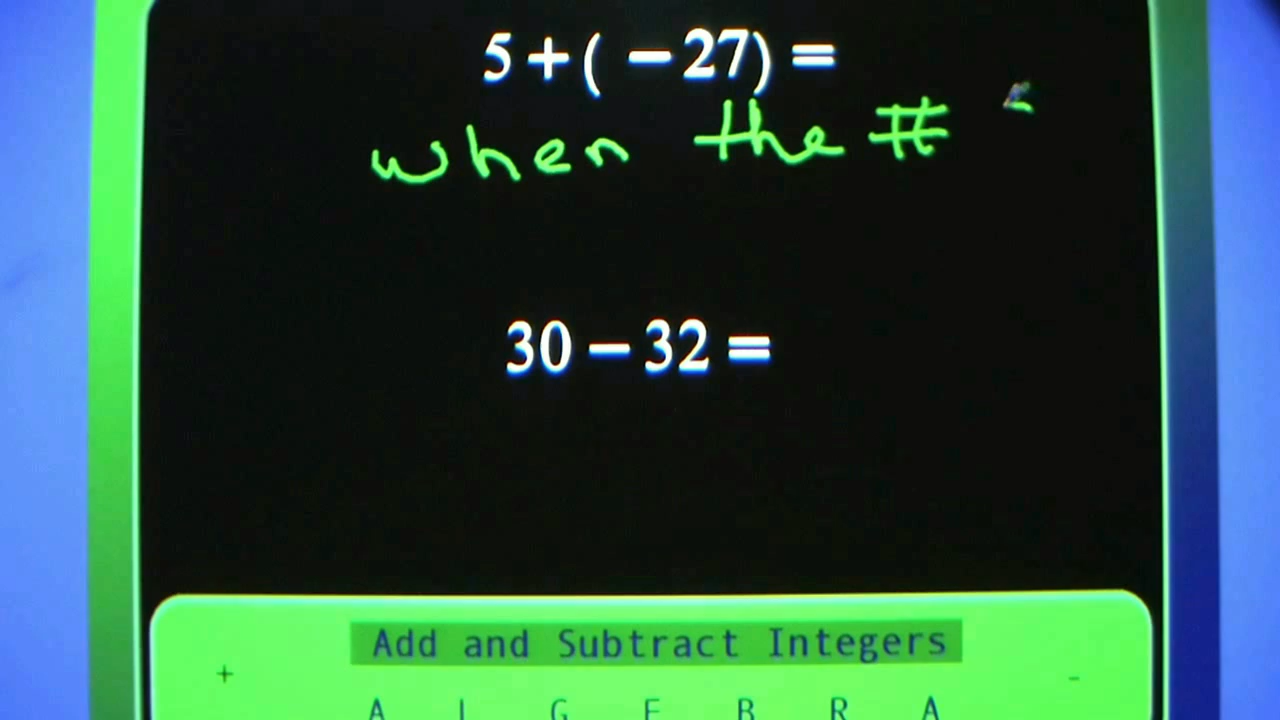 5 + ( − 27) =
when the #
30 − 32 =
Add and Subtract Integers
+ -
A L G E B R A